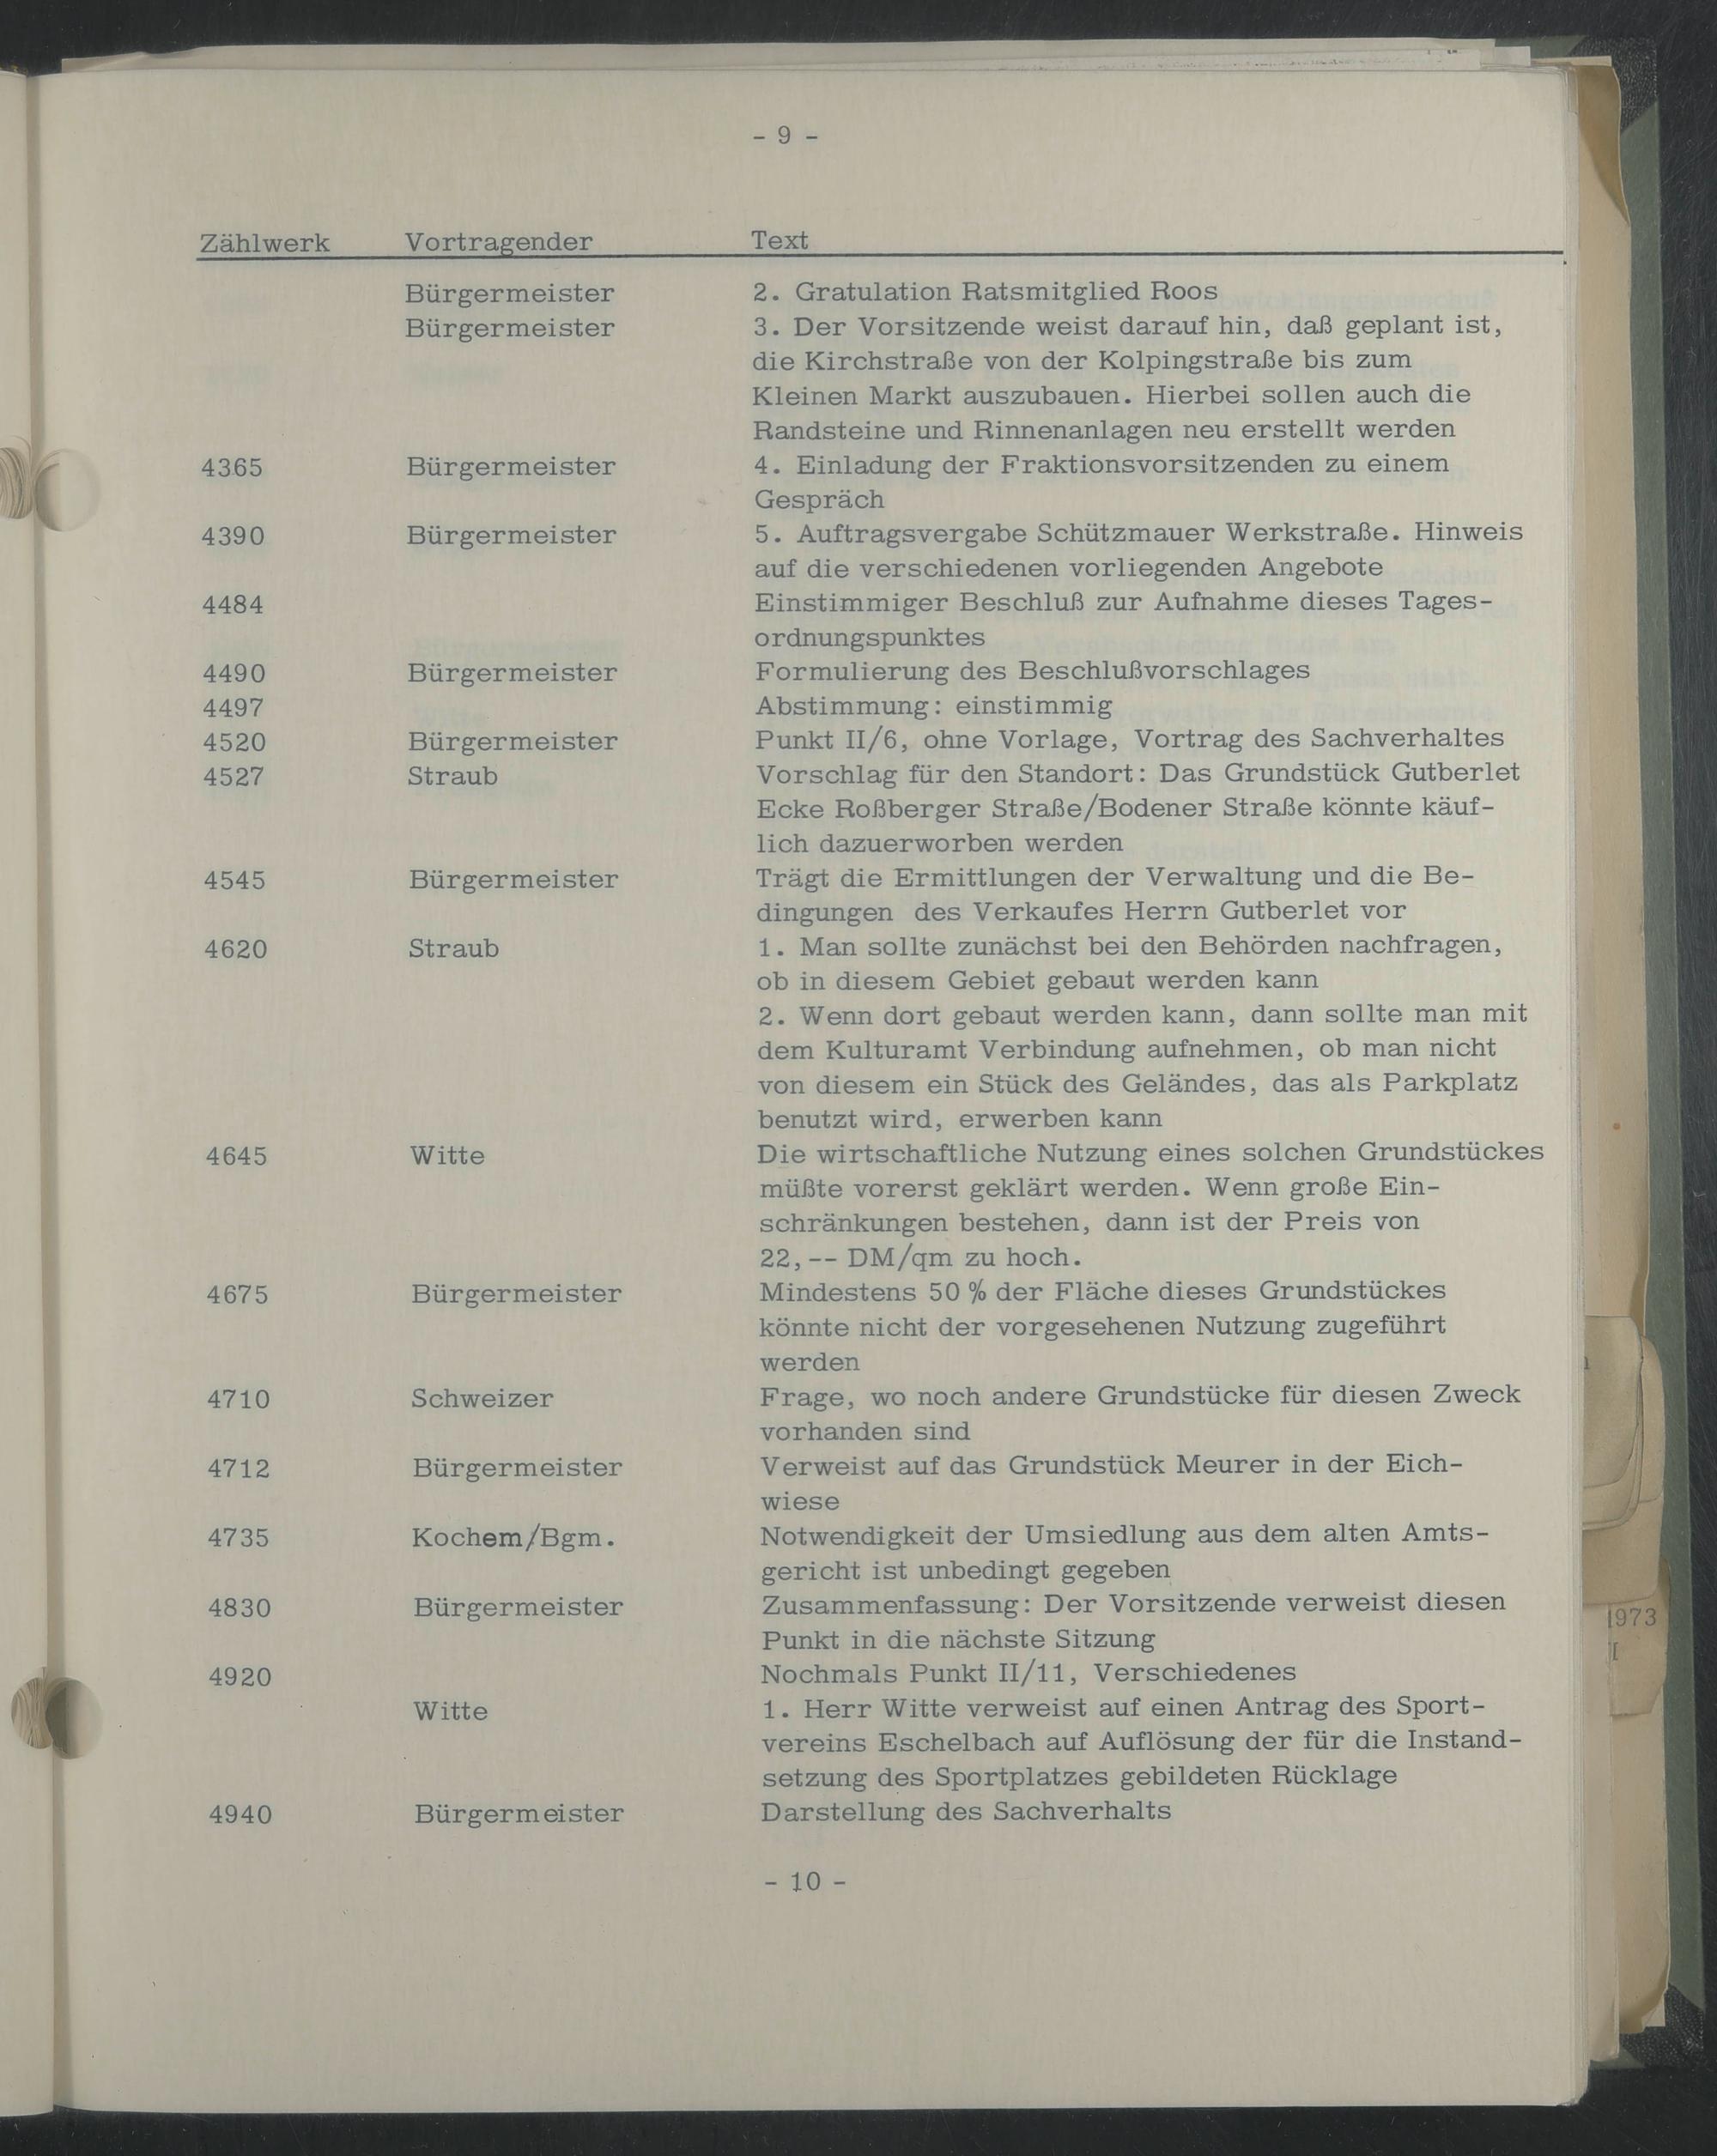 - 9 -
Zählwerk Vortragender Text
Bürgermeister 2. Gratulation Ratsmitglied Roos
Bürgermeister 3. Der Vorsitzende weist darauf hin, daß geplant ist,
die Kirchstraße von der Kolpingstraße bis zum
Kleinen Markt auszubauen. Hierbei sollen auch die
Randsteine und Rinnenanlagen neu erstellt werden
4365 Bürgermeister 4. Einladung der Fraktionsvorsitzenden zu einem
Gespräch
4390 Bürgermeister 5. Auftragsvergabe Schützmauer Werkstraße. Hinweis
auf die verschiedenen vorliegenden Angebote
4484 Einstimmiger Beschluß zur Aufnahme dieses Tages-
ordnungspunktes
4490 Bürgermeister Formulierung des Beschlußvorschlages
4497 Abstimmung: einstimmig
4520 Bürgermeister Punkt II/6, ohne Vorlage, Vortrag des Sachverhaltes
4527 Straub Vorschlag für den Standort: Das Grundstück Gutberlet
Ecke Roßberger Straße/Bodener Straße könnte käuf-
lich dazuerworben werden
4545 Bürgermeister Trägt die Ermittlungen der Verwaltung und die Be-
dingungen des Verkaufes Herrn Gutberlet vor
4620 Straub 1. Man sollte zunächst bei den Behörden nachfragen,
ob in diesem Gebiet gebaut werden kann
2. Wenn dort gebaut werden kann, dann sollte man mit
dem Kulturamt Verbindung aufnehmen, ob man nicht
von diesem ein Stück des Geländes, das als Parkplatz
benutzt wird, erwerben kann
4645 Witte Die wirtschaftliche Nutzung eines solchen Grundstückes
müßte vorerst geklärt werden. Wenn große Ein-
schränkungen bestehen, dann ist der Preis von
22,-- DM/qm zu hoch.
4675 Bürgermeister Mindestens 50 % der Fläche dieses Grundstückes
könnte nicht der vorgesehenen Nutzung zugeführt
werden
4710 Schweizer Frage, wo noch andere Grundstücke für diesen Zweck
vorhanden sind
4712 Bürgermeister Verweist auf das Grundstück Meurer in der Eich-
wiese
4735 Kochem/Bgm. Notwendigkeit der Umsiedlung aus dem alten Amts-
gericht ist unbedingt gegeben
4830 Bürgermeister Zusammenfassung: Der Vorsitzende verweist diesen
Punkt in die nächste Sitzung
4920 Nochmals Punkt II/11, Verschiedenes
Witte 1. Herr Witte verweist auf einen Antrag des Sport-
vereins Eschelbach auf Auflösung der für die Instand-
setzung des Sportplatzes gebildeten Rücklage
4940 Bürgermeister Darstellung des Sachverhalts
- 10 -
1973